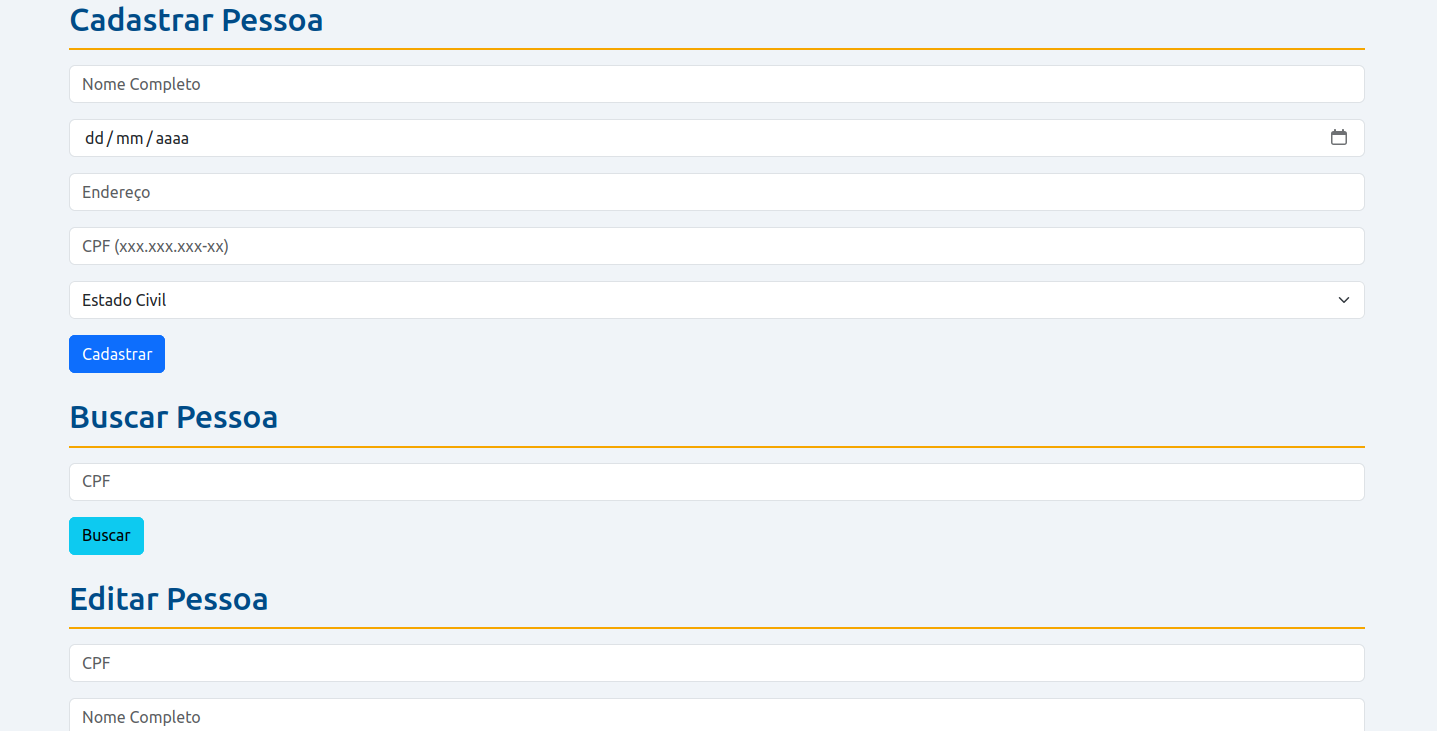 Cadastrar Pessoa
Nome Completo
dd/mm/aaaa
Endereço
CPF (xxx.xxx.xxx-xx)
Estado Civil
Cadastrar
Buscar Pessoa
CPF
Buscar
Editar Pessoa
CPF
Nome Completo